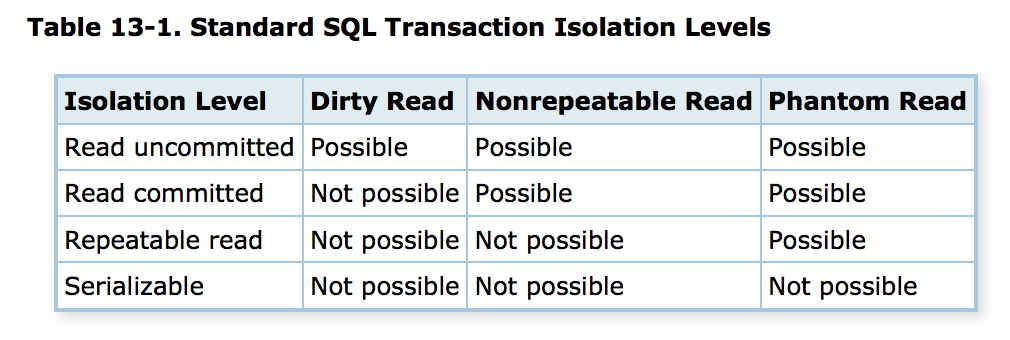 Table 13-1. Standard SQL Transaction Isolation Levels
Isolation Level Dirty Read Nonrepeatable Read Phantom Read
Read uncommitted Possible Possible Possible
Read committed Not possible Possible Possible
Repeatable read Not possible Not possible Possible
Serializable Not possible Not possible Not possible